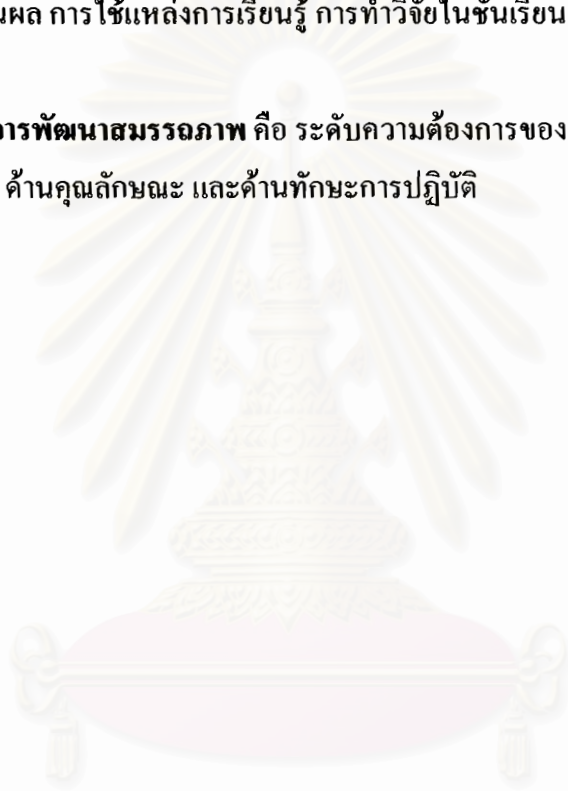 นผล การใช้แหล่งการเรียนรู้ การทำวิจัยในชั้นเรียน
การพัฒนาสมรรถภาพ คือ ระดับความต้องการของ
ด้านคุณลักษณะ และด้านทักษะการปฏิบัติ